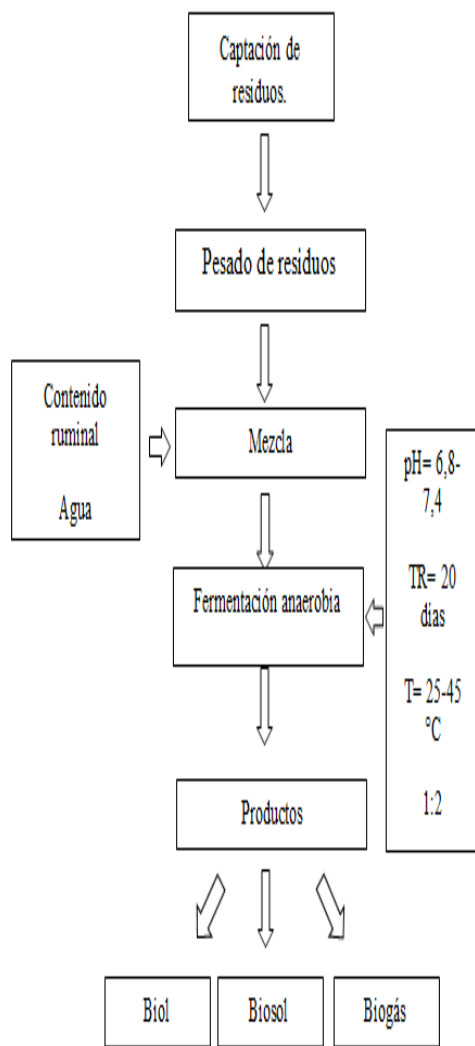 Captación de
residuos.
Pesado de residuos
Contenido
ruminal
Agua
Mezcla
pH= 6,8-
7,4
TR= 20
días
T= 25-45
°C
1:2
Fermentación anaerobia
Productos
Biol
Biosol
Biogás